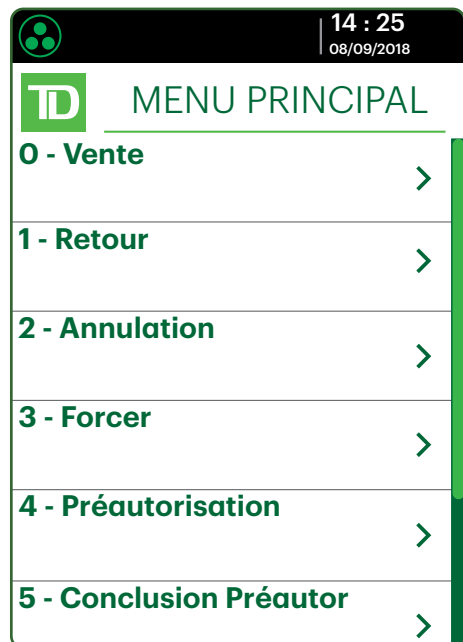 14 : 25
08/09/2018
TD
MENU PRINCIPAL
0 - Vente
1 - Retour
2 - Annulation
3 - Forcer
4 - Préautorisation
5 - Conclusion Préautor